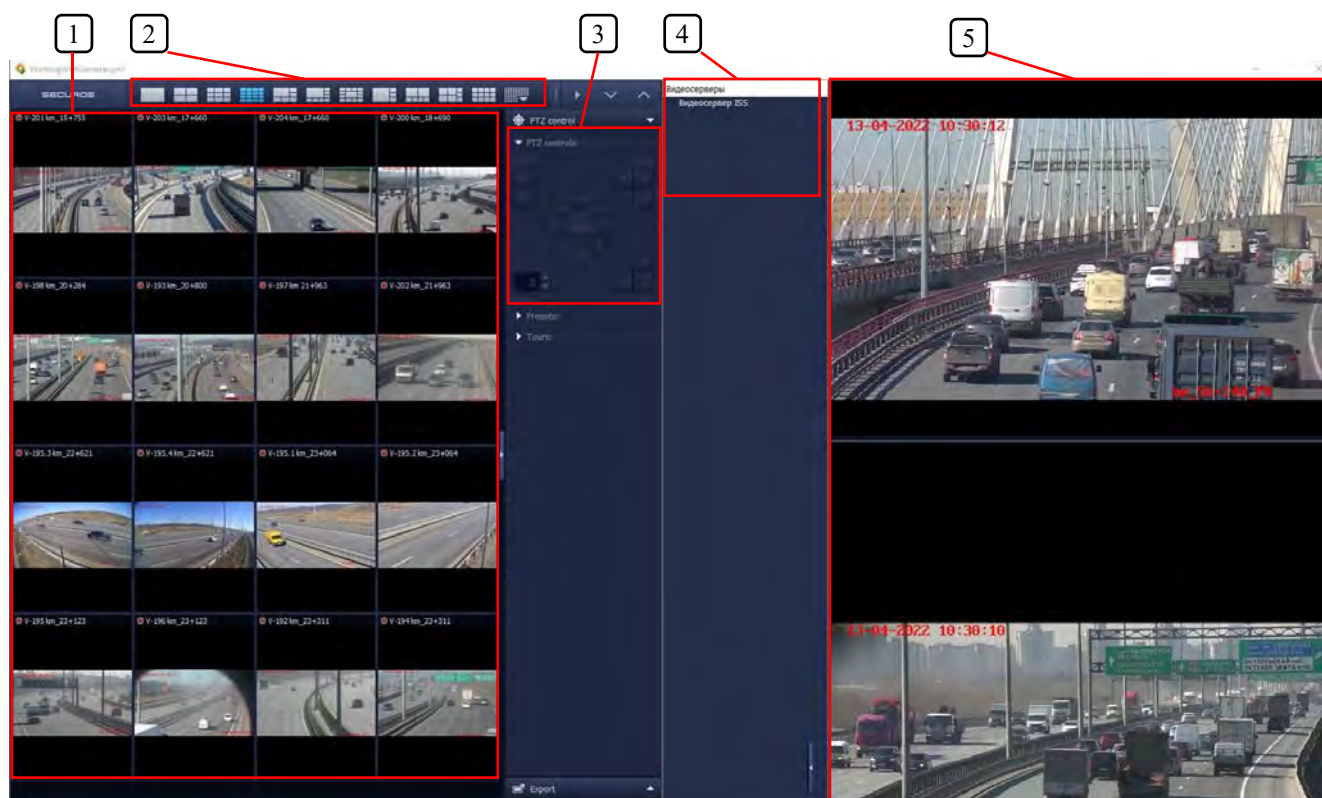 1 2 3 4 5
SECUROS
PTZ control
PTZ controls:
Presets:
Tours:
Export
Видеосерверы
Видеосервер ISS
V-201 km_15+755
V-203 km_17+660
V-204 km_17+660
V-200 km_18+690
V-198 km_20+284
V-193 km_20+800
V-197 km 21+963
V-202 km_21+963
V-195.3 km_22+621
V-195.4 km_22+621
V-195.1 km_23+064
V-195.2 km_23+064
V-195 km_23+123
V-196 km_23+123
V-192 km_23+311
V-194 km_23+311
13-04-2022 10:30:12
13-04-2022 10:30:10